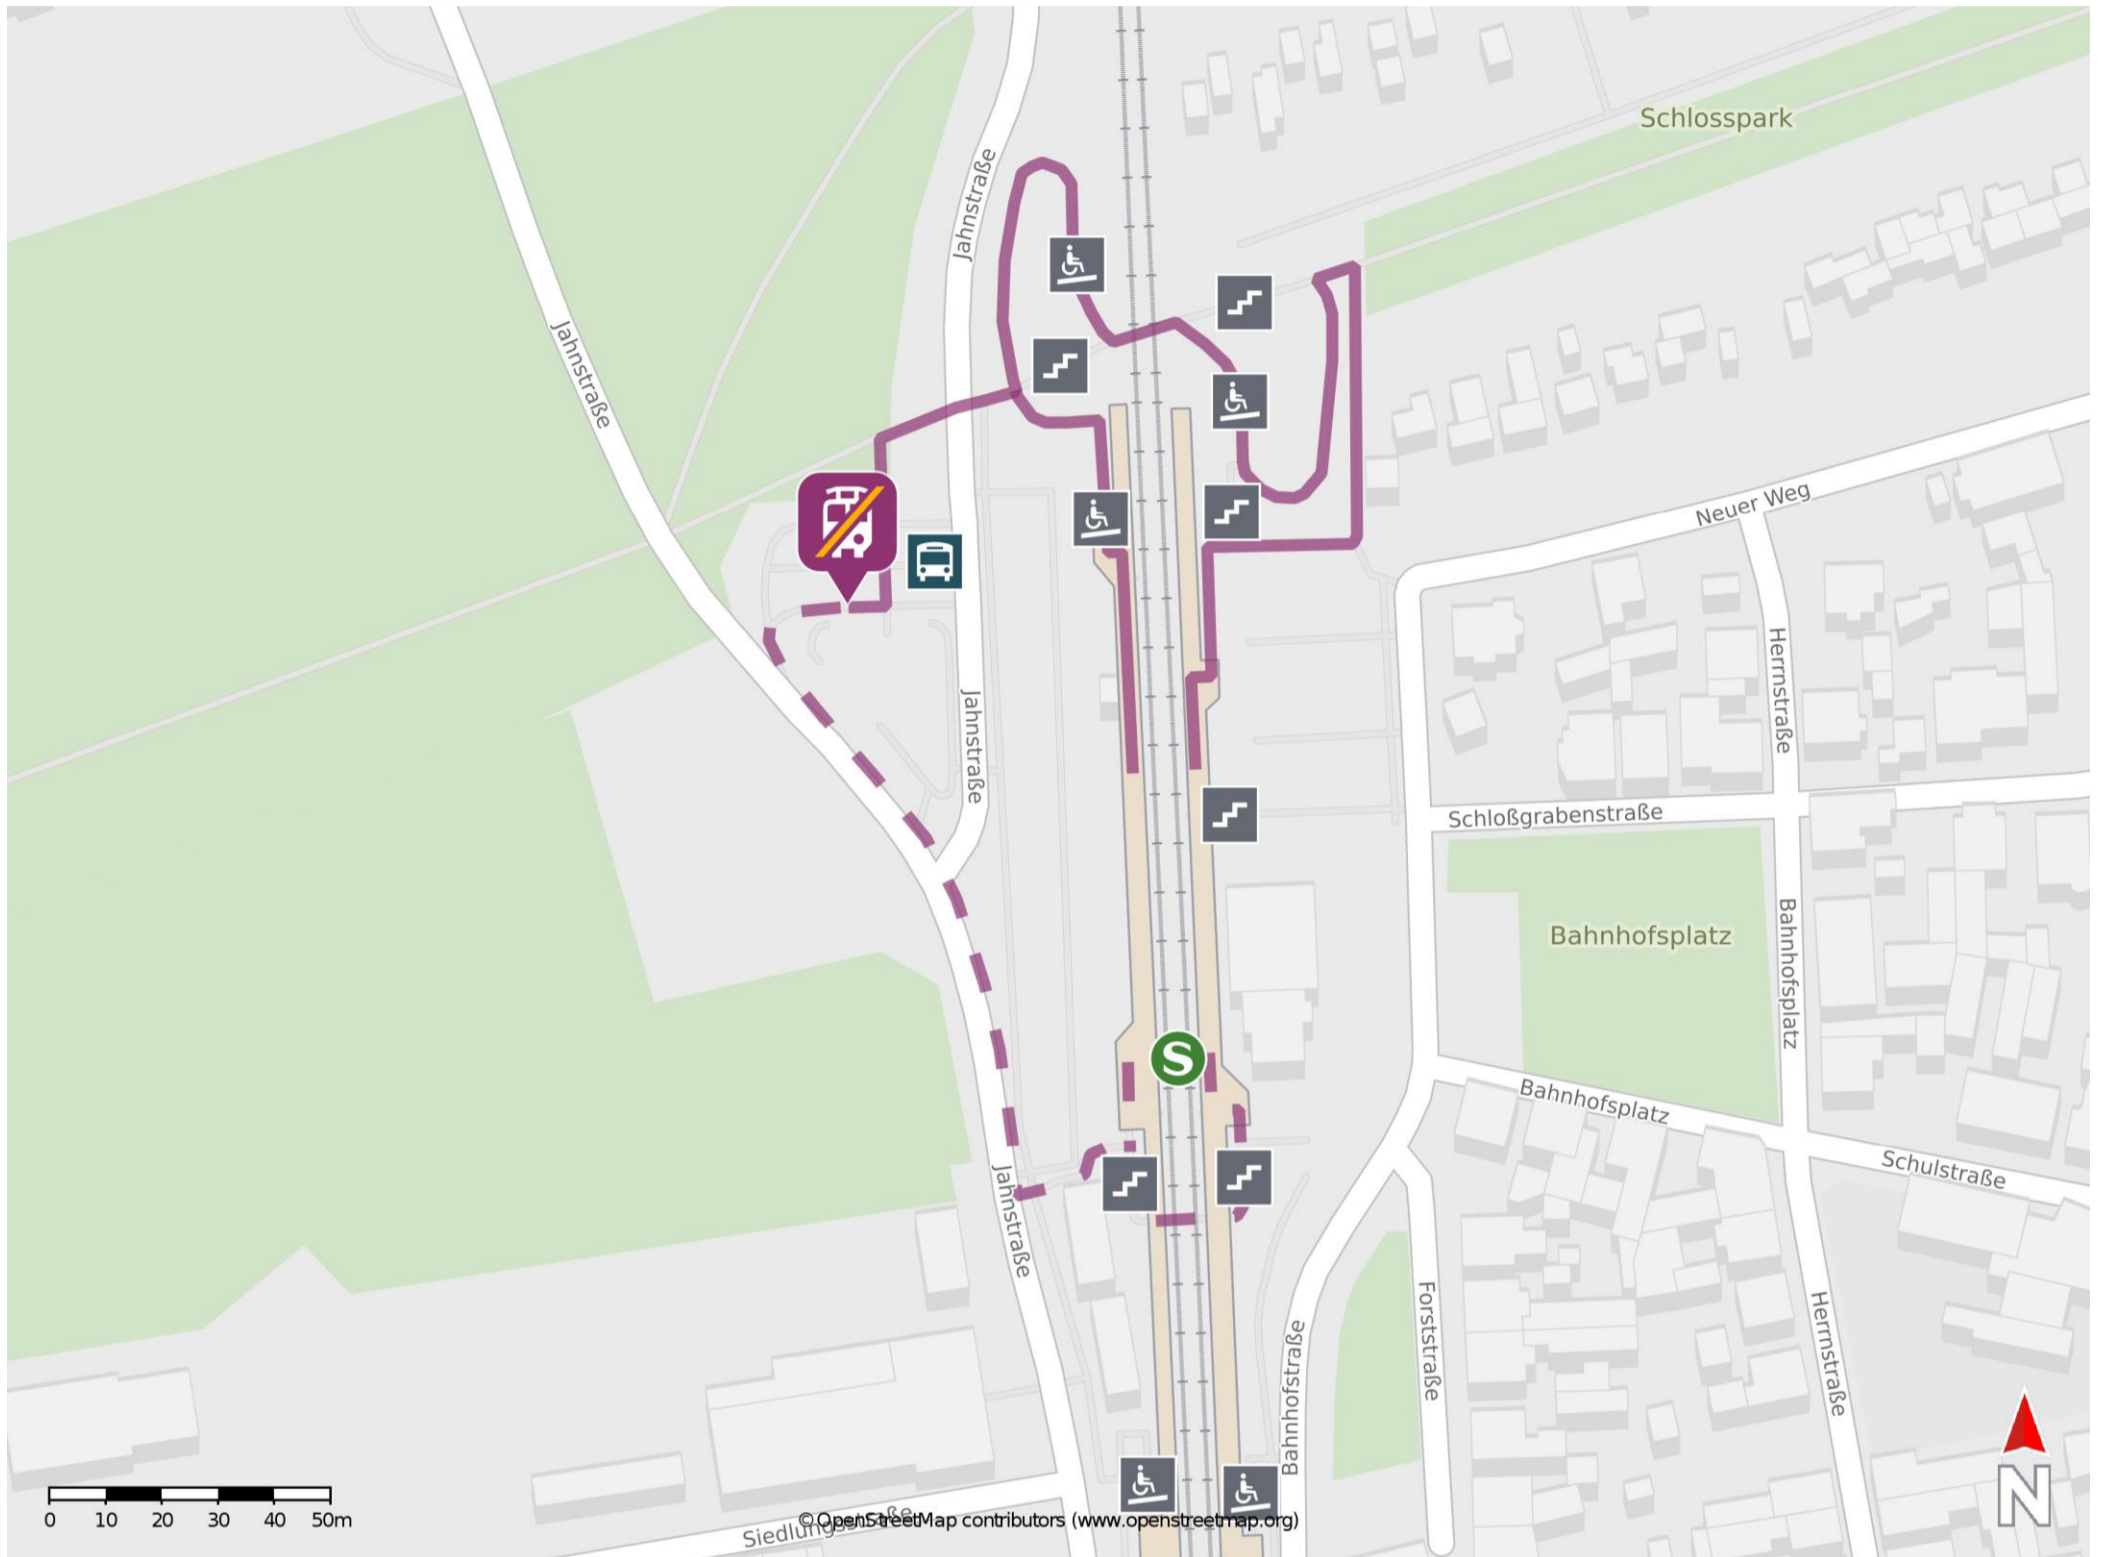 Schlosspark
Jahnstraße
Jahnstraße
Neuer Weg
Herrnstraße
Jahnstraße
Schloßgrabenstraße
Bahnhofsplatz
Bahnhofsplatz
S
Bahnhofsplatz
Schulstraße
Jahnstraße
Forststraße
Herrnstraße
Bahnhofstraße
N
0 10 20 30 40 50m
© OpenStreetMap contributors (www.openstreetmap.org)
Siedlungsstraße